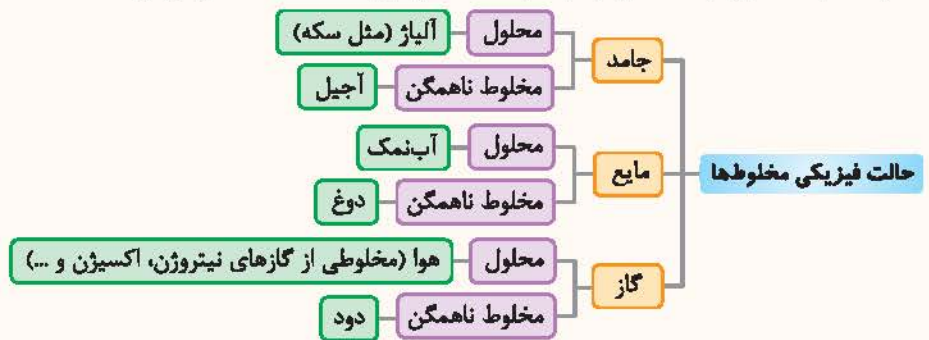 حالت فیزیکی مخلوط‌ها
جامد
محلول
آلیاژ (مثل سکه)
مخلوط ناهمگن
آجیل
مایع
محلول
آب‌نمک
مخلوط ناهمگن
دوغ
گاز
محلول
هوا (مخلوطی از گازهای نیتروژن، اکسیژن و ...)
مخلوط ناهمگن
دود